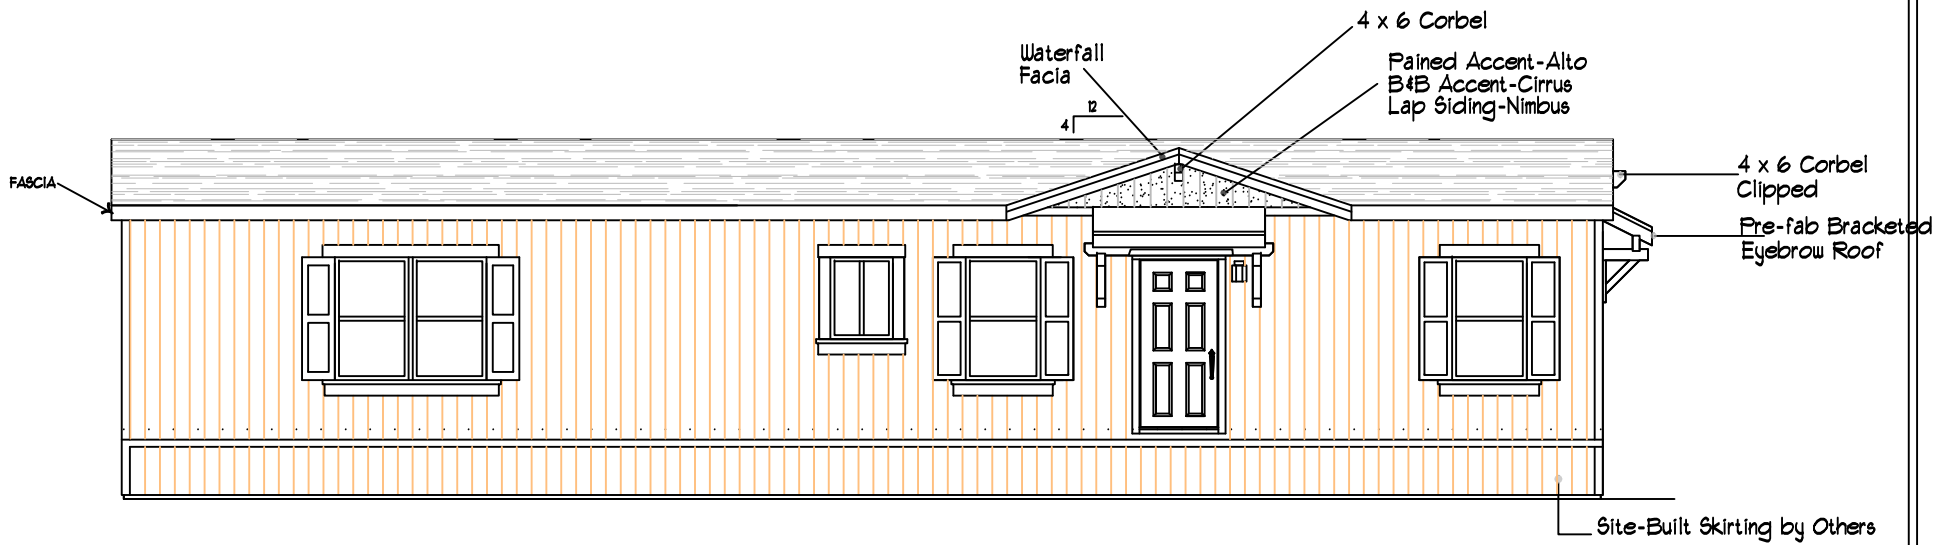 4 x 6 Corbel
Waterfall
Facia
Pained Accent-Alto
B&B Accent-Cirrus
Lap Siding-Nimbus
12
4
FASCIA
4 x 6 Corbel
Clipped
Pre-fab Bracketed
Eyebrow Roof
Site-Built Skirting by Others